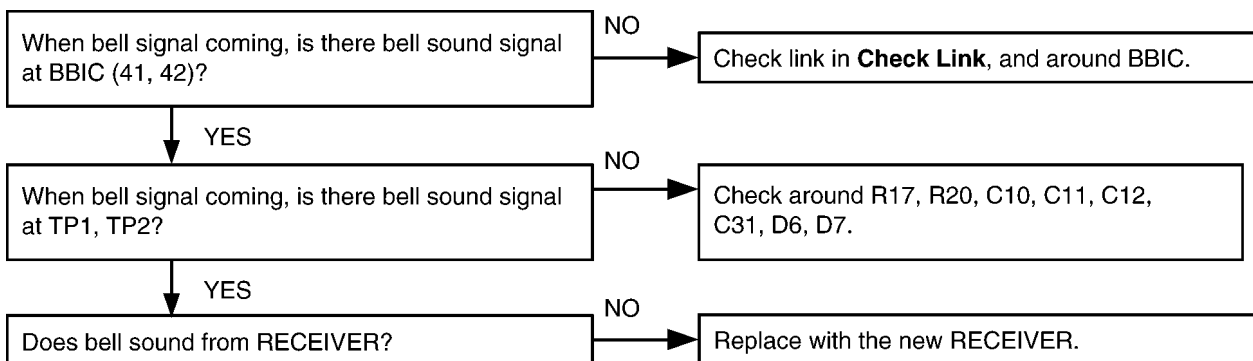 When bell signal coming, is there bell sound signal
at BBIC (41, 42)?
NO
Check link in Check Link, and around BBIC.
YES
When bell signal coming, is there bell sound signal
at TP1, TP2?
NO
Check around R17, R20, C10, C11, C12,
C31, D6, D7.
YES
Does bell sound from RECEIVER?
NO
Replace with the new RECEIVER.